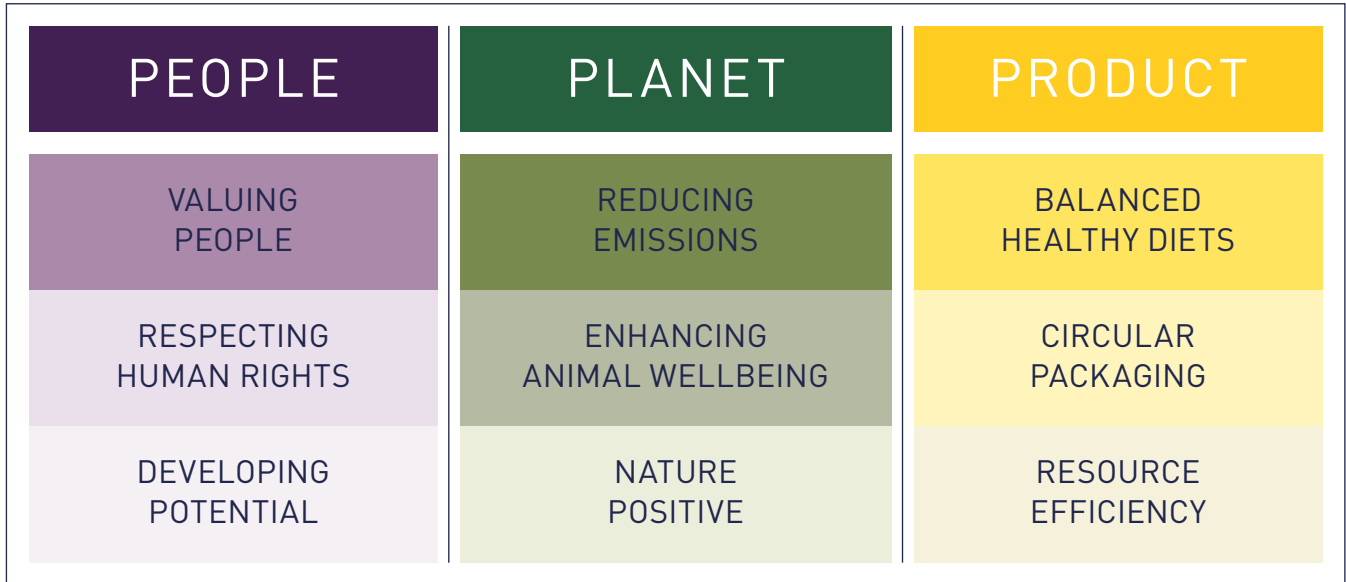 PEOPLE
VALUING
PEOPLE
RESPECTING
HUMAN RIGHTS
DEVELOPING
POTENTIAL
PLANET
REDUCING
EMISSIONS
ENHANCING
ANIMAL WELLBEING
NATURE
POSITIVE
PRODUCT
BALANCED
HEALTHY DIETS
CIRCULAR
PACKAGING
RESOURCE
EFFICIENCY